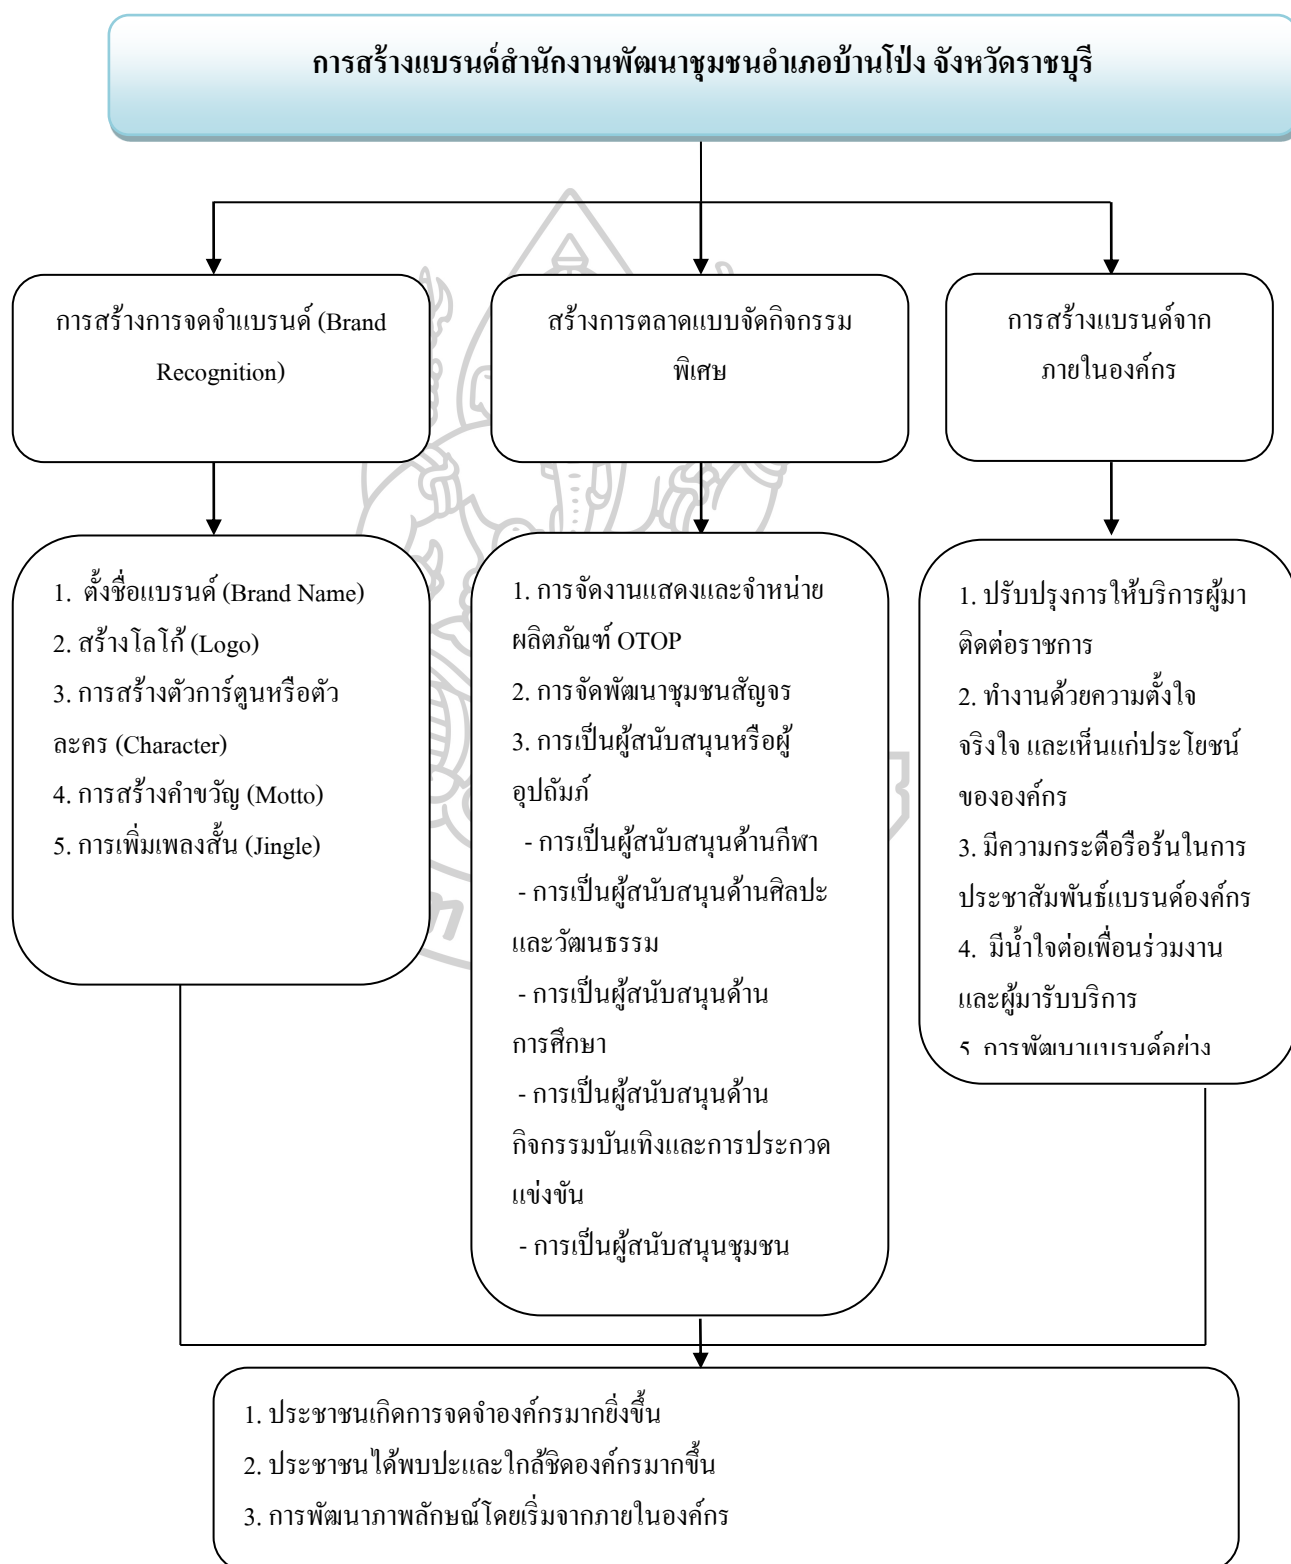 การสร้างแบรนด์สำนักงานพัฒนาชุมชนอำเภอบ้านโป่ง จังหวัดราชบุรี
การสร้างการจดจำแบรนด์ (Brand
Recognition)
สร้างการตลาดแบบจัดกิจกรรม
พิเศษ
การสร้างแบรนด์จาก
ภายในองค์กร
1. ตั้งชื่อแบรนด์ (Brand Name)
2. สร้างโลโก้ (Logo)
3. การสร้างตัวการ์ตูนหรือตัว
ละคร (Character)
4. การสร้างคำขวัญ (Motto)
5. การเพิ่มเพลงสั้น (Jingle)
1. การจัดงานแสดงและจำหน่าย
ผลิตภัณฑ์ OTOP
2. การจัดพัฒนาชุมชนสัญจร
3. การเป็นผู้สนับสนุนหรือผู้
อุปถัมภ์
- การเป็นผู้สนับสนุนด้านกีฬา
- การเป็นผู้สนับสนุนด้านศิลปะ
และวัฒนธรรม
- การเป็นผู้สนับสนุนด้าน
การศึกษา
- การเป็นผู้สนับสนุนด้าน
กิจกรรมบันเทิงและการประกวด
แข่งขัน
- การเป็นผู้สนับสนุนชุมชน
1. ปรับปรุงการให้บริการผู้มา
ติดต่อราชการ
2. ทำงานด้วยความตั้งใจ
จริงใจ และเห็นแก่ประโยชน์
ขององค์กร
3. มีความกระตือรือร้นในการ
ประชาสัมพันธ์แบรนด์องค์กร
4. มีน้ำใจต่อเพื่อนร่วมงาน
และผู้มารับบริการ
5. การพัฒนาแบรนด์อย่าง
1. ประชาชนเกิดการจดจำองค์กรมากยิ่งขึ้น
2. ประชาชนได้พบปะและใกล้ชิดองค์กรมากขึ้น
3. การพัฒนาภาพลักษณ์โดยเริ่มจากภายในองค์กร